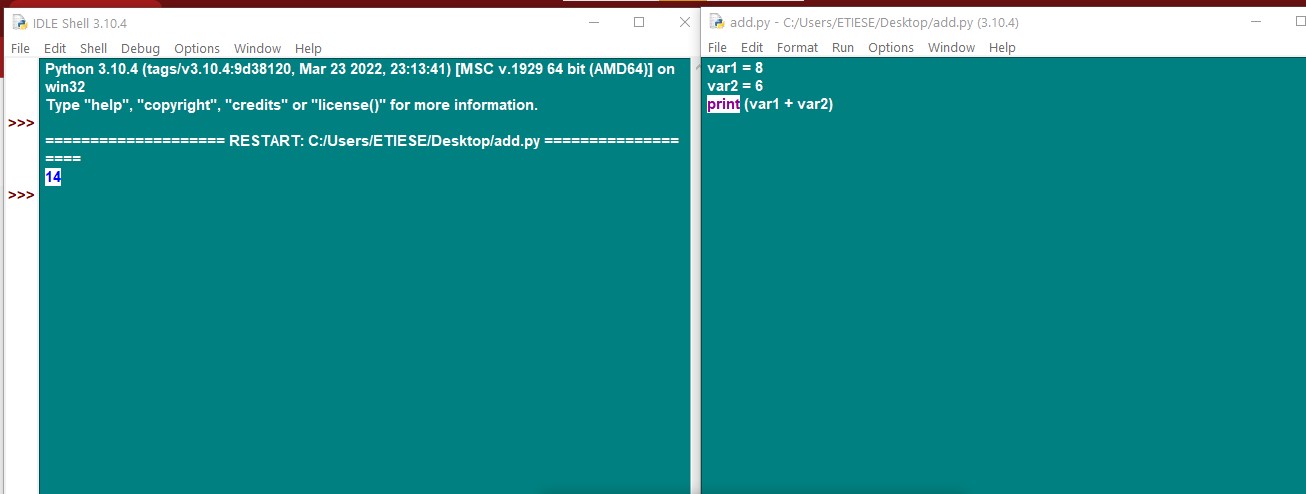 IDLE Shell 3.10.4
File Edit Shell Debug Options Window Help
Python 3.10.4 (tags/v3.10.4:9d38120, Mar 23 2022, 23:13:41) [MSC v.1929 64 bit (AMD64)] on
win32
Type "help", "copyright", "credits" or "license()" for more information.
>>>
==================== RESTART: C:/Users/ETIESE/Desktop/add.py ===============
====
14
>>>
add.py - C:/Users/ETIESE/Desktop/add.py (3.10.4)
File Edit Format Run Options Window Help
var1 = 8
var2 = 6
print (var1 + var2)